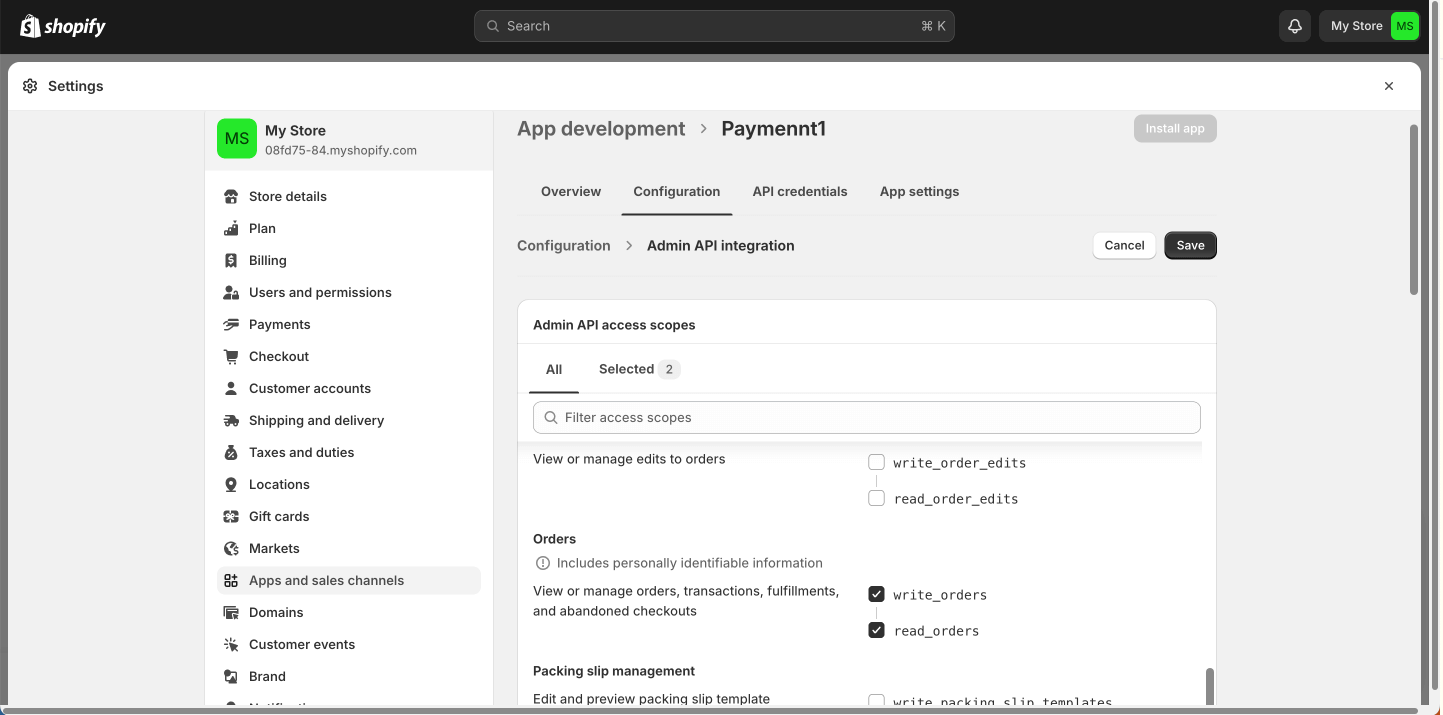 shopify
Search
⌘ K
My Store
MS
Settings
MS
My Store
08fd75-84.myshopify.com
Store details
Plan
Billing
Users and permissions
Payments
Checkout
Customer accounts
Shipping and delivery
Taxes and duties
Locations
Gift cards
Markets
Apps and sales channels
Domains
Customer events
Brand
App development > Paymennt1
Install app
Overview
Configuration
API credentials
App settings
Configuration > Admin API integration
Cancel
Save
Admin API access scopes
All
Selected 2
Filter access scopes
View or manage edits to orders
write_order_edits
read_order_edits
Orders
Includes personally identifiable information
View or manage orders, transactions, fulfillments,
and abandoned checkouts
write_orders
read_orders
Packing slip management
Edit and preview packing slip template
write_packing_slip_templates